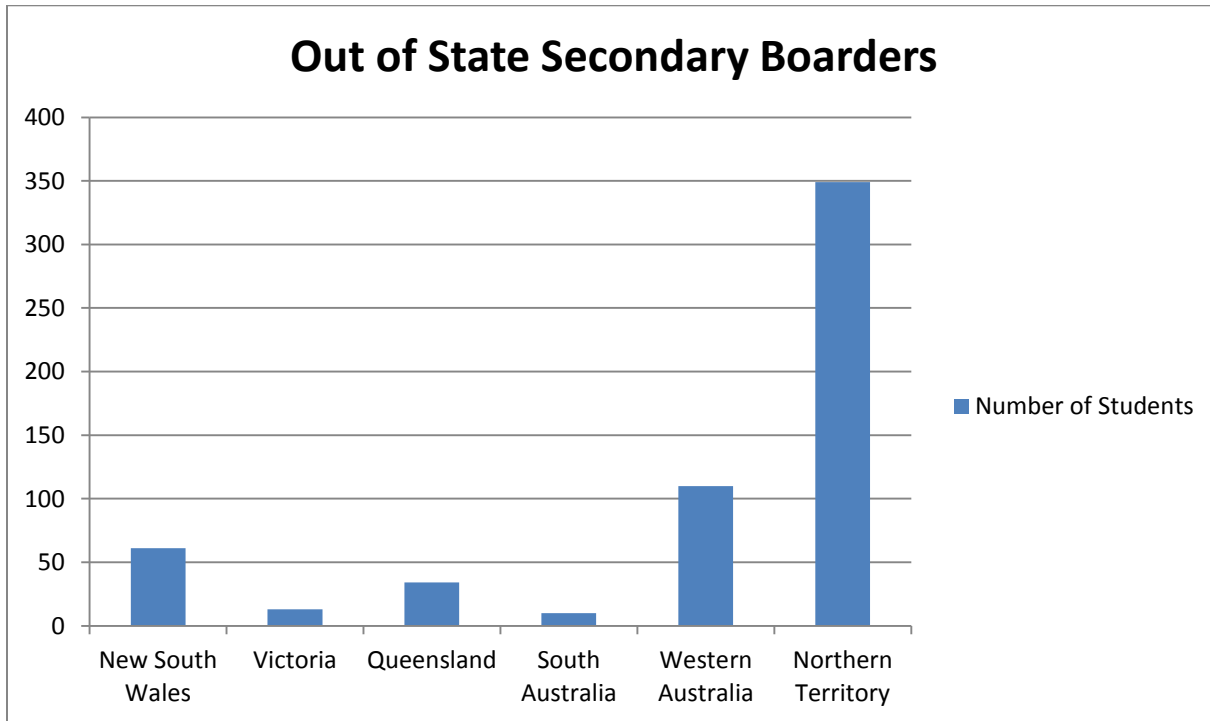 Out of State Secondary Boarders
400
350
300
250
200
150
100
50
0
New South
Wales
Victoria
Queensland
South
Australia
Western
Australia
Northern
Territory
Number of Students